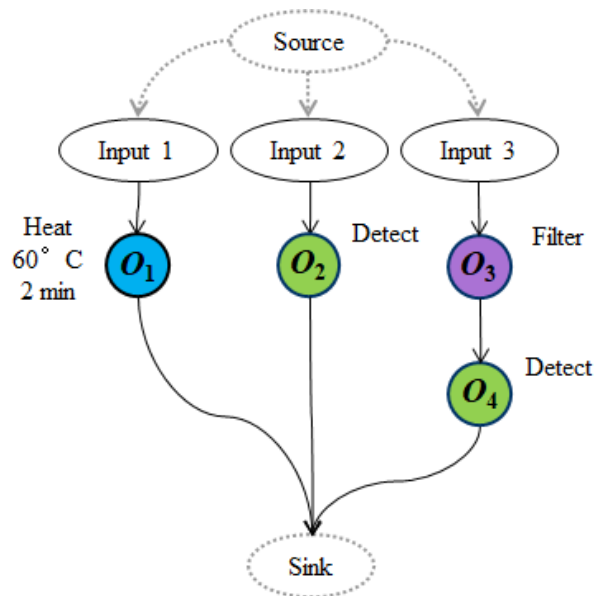 Source
Input 1
Input 2
Input 3
Heat
60° C
2 min
O1
Detect
O2
Filter
O3
Detect
O4
Sink